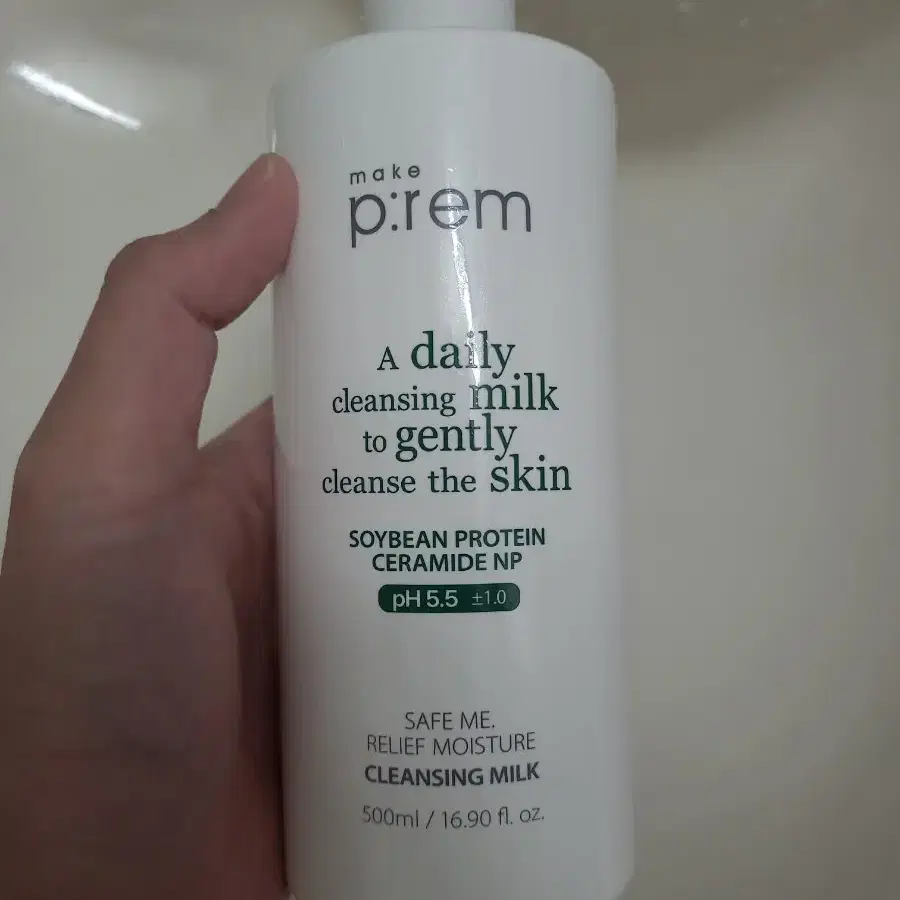 make
p:rem
A daily
cleansing milk
to gently
cleanse the skin
SOYBEAN PROTEIN
CERAMIDE NP
pH 5.5 ±1.0
SAFE ME.
RELIEF MOISTURE
CLEANSING MILK
500ml / 16.90 fl. oz.